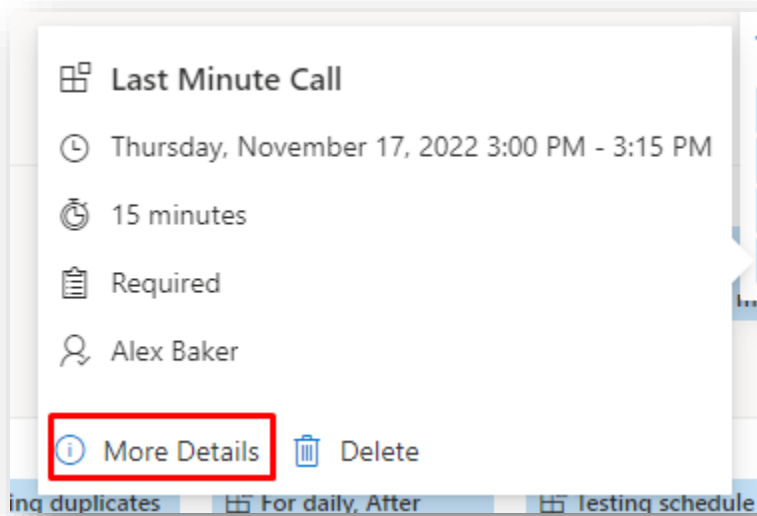 Last Minute Call
Thursday, November 17, 2022 3:00 PM - 3:15 PM
15 minutes
Required
Alex Baker
More Details Delete
duplicates For daily, After Testing schedule